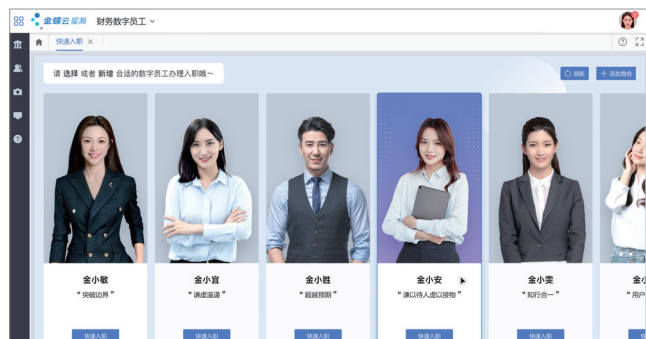 金蝶云星瀚 财务数字员工
快速入职 ×
请 选择 或者 新增 合适的数字员工办理入职哦～
刷新 + 添加角色
金小敏 金小宜 金小胜 金小安 金小雯 金小
“突破边界” “谦虚温谨” “超越预期” “谦以待人虚以接物” “知行合一” “用户
快速入职 快速入职 快速入职 快速入职 快速入职